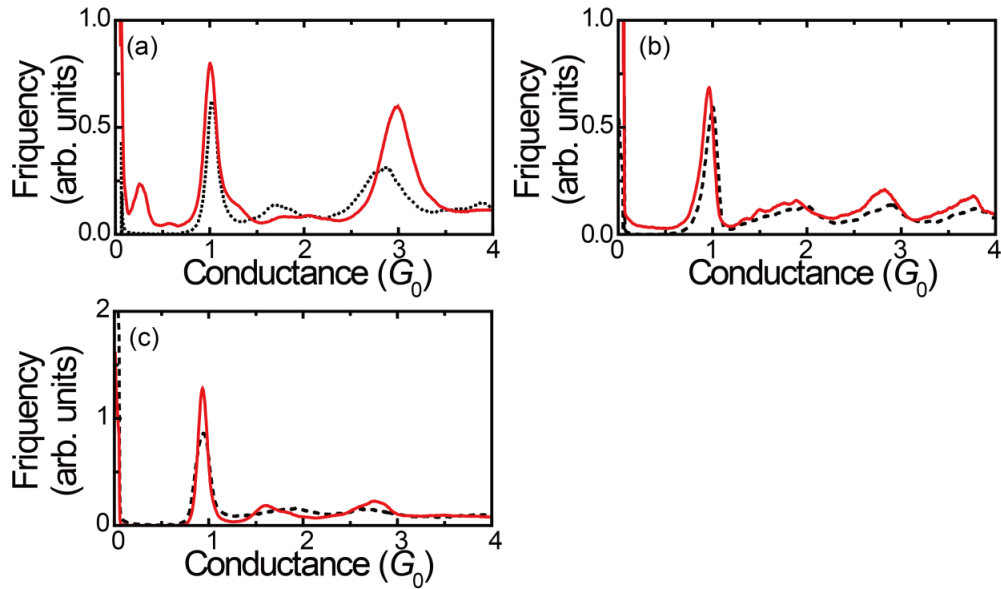 (a)
Friquency
(arb. units)
1.0
0.5
0.0
0
1
2
3
4
Conductance (G0)
(b)
Friquency
(arb. units)
1.0
0.5
0.0
0
1
2
3
4
Conductance (G0)
(c)
Friquency
(arb. units)
2
1
0
0
1
2
3
4
Conductance (G0)